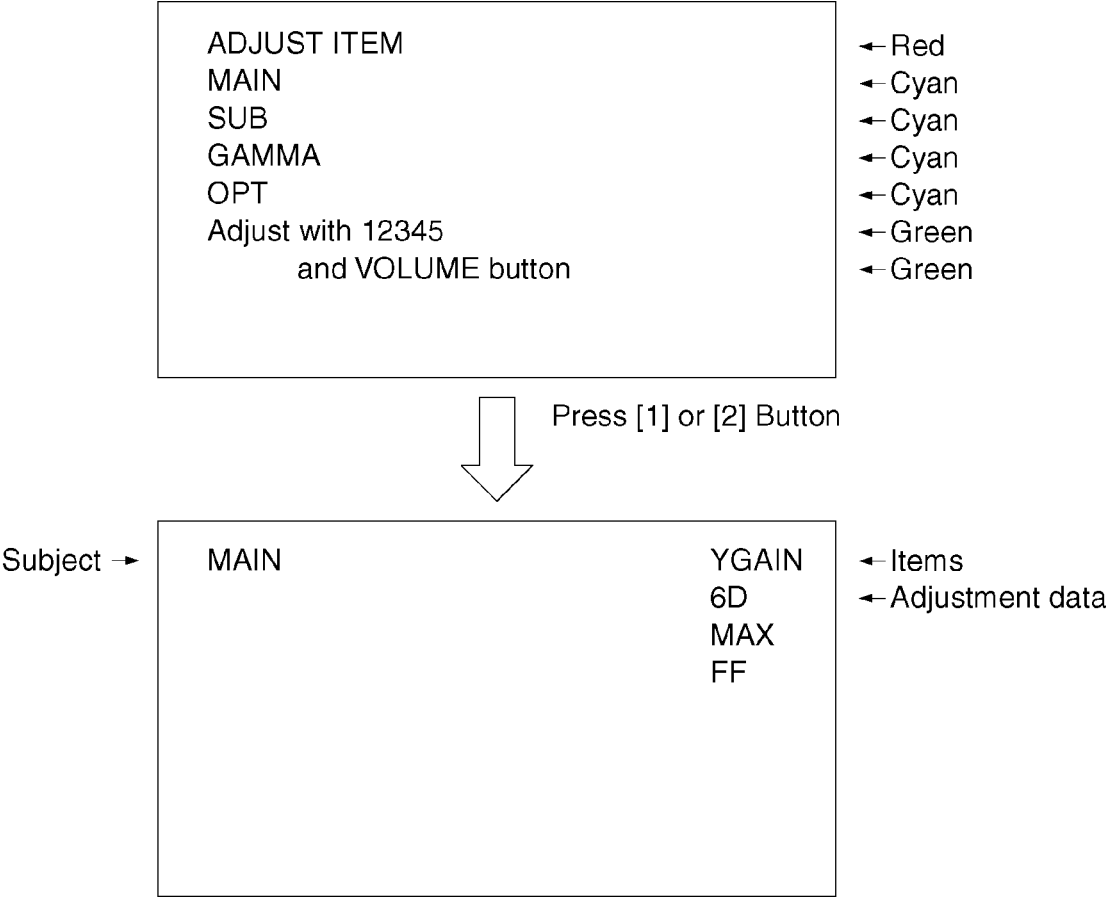 ADJUST ITEM ← Red
MAIN ← Cyan
SUB ← Cyan
GAMMA ← Cyan
OPT ← Cyan
Adjust with 12345 ← Green
and VOLUME button ← Green
Press [1] or [2] Button
Subject → MAIN YGAIN ← Items
6D ← Adjustment data
MAX
FF